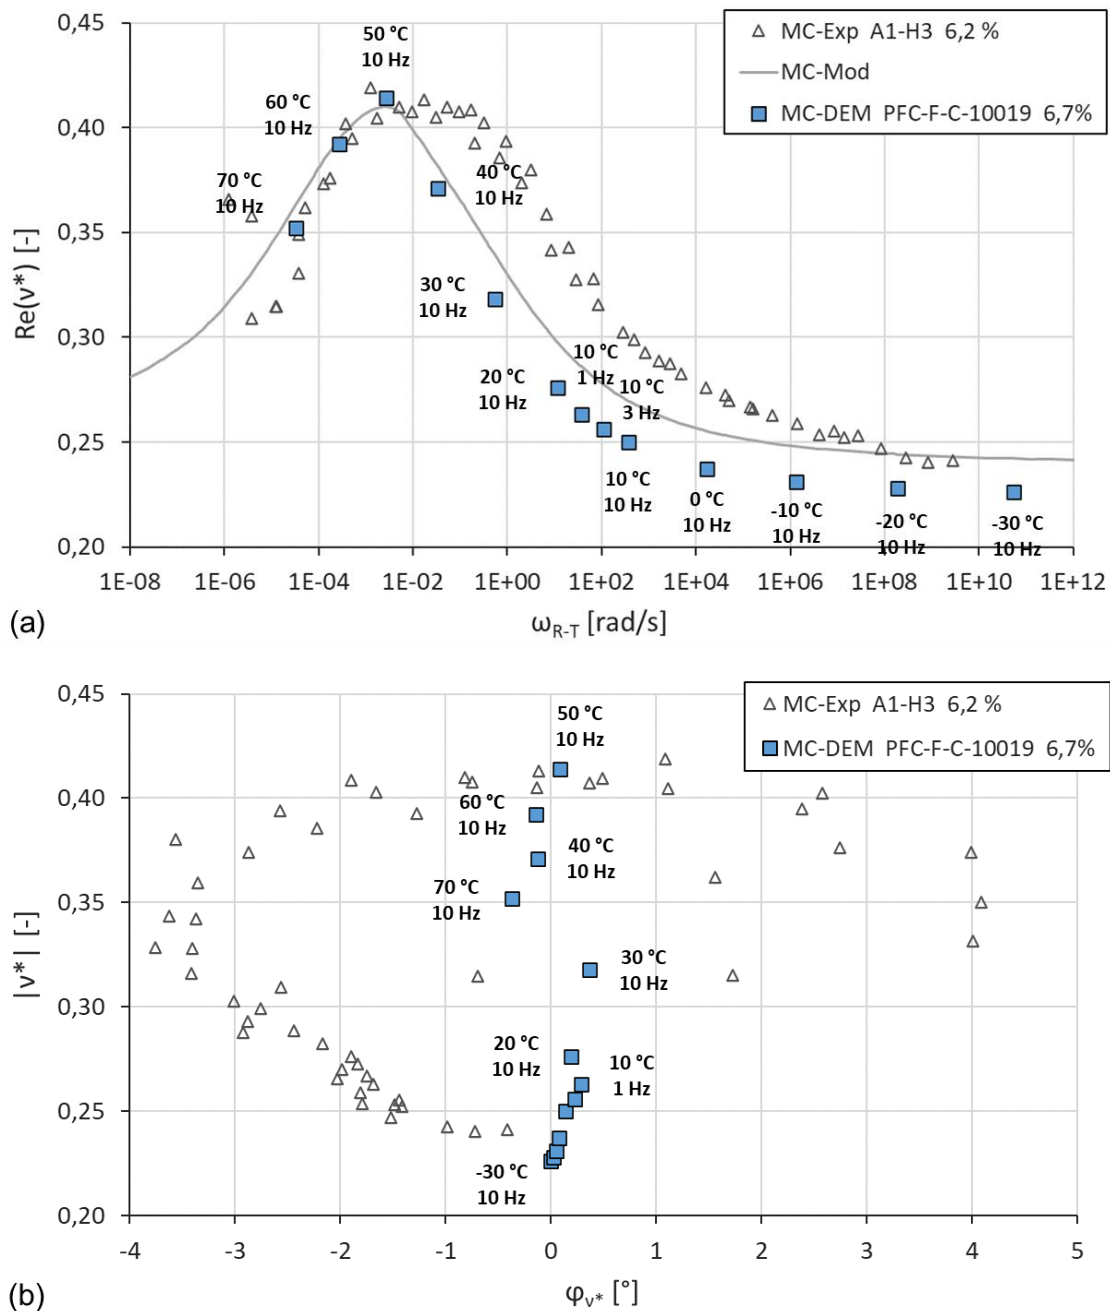 0,45
0,40
0,35
0,30
0,25
0,20
Re(ν*) [-]
MC-Exp A1-H3 6,2 %
MC-Mod
MC-DEM PFC-F-C-10019 6,7%
50 °C
10 Hz
60 °C
10 Hz
70 °C
10 Hz
40 °C
10 Hz
30 °C
10 Hz
20 °C
10 Hz
10 °C
1 Hz
10 °C
3 Hz
10 °C
10 Hz
0 °C
10 Hz
-10 °C
10 Hz
-20 °C
10 Hz
-30 °C
10 Hz
1E-08 1E-06 1E-04 1E-02 1E+00 1E+02 1E+04 1E+06 1E+08 1E+10 1E+12
(a)
ωR-T [rad/s]
0,45
0,40
0,35
0,30
0,25
0,20
|ν*| [-]
MC-Exp A1-H3 6,2 %
MC-DEM PFC-F-C-10019 6,7%
50 °C
10 Hz
60 °C
10 Hz
40 °C
10 Hz
70 °C
10 Hz
30 °C
10 Hz
20 °C
10 Hz
10 °C
1 Hz
-30 °C
10 Hz
-4 -3 -2 -1 0 1 2 3 4 5
(b)
φν* [°]